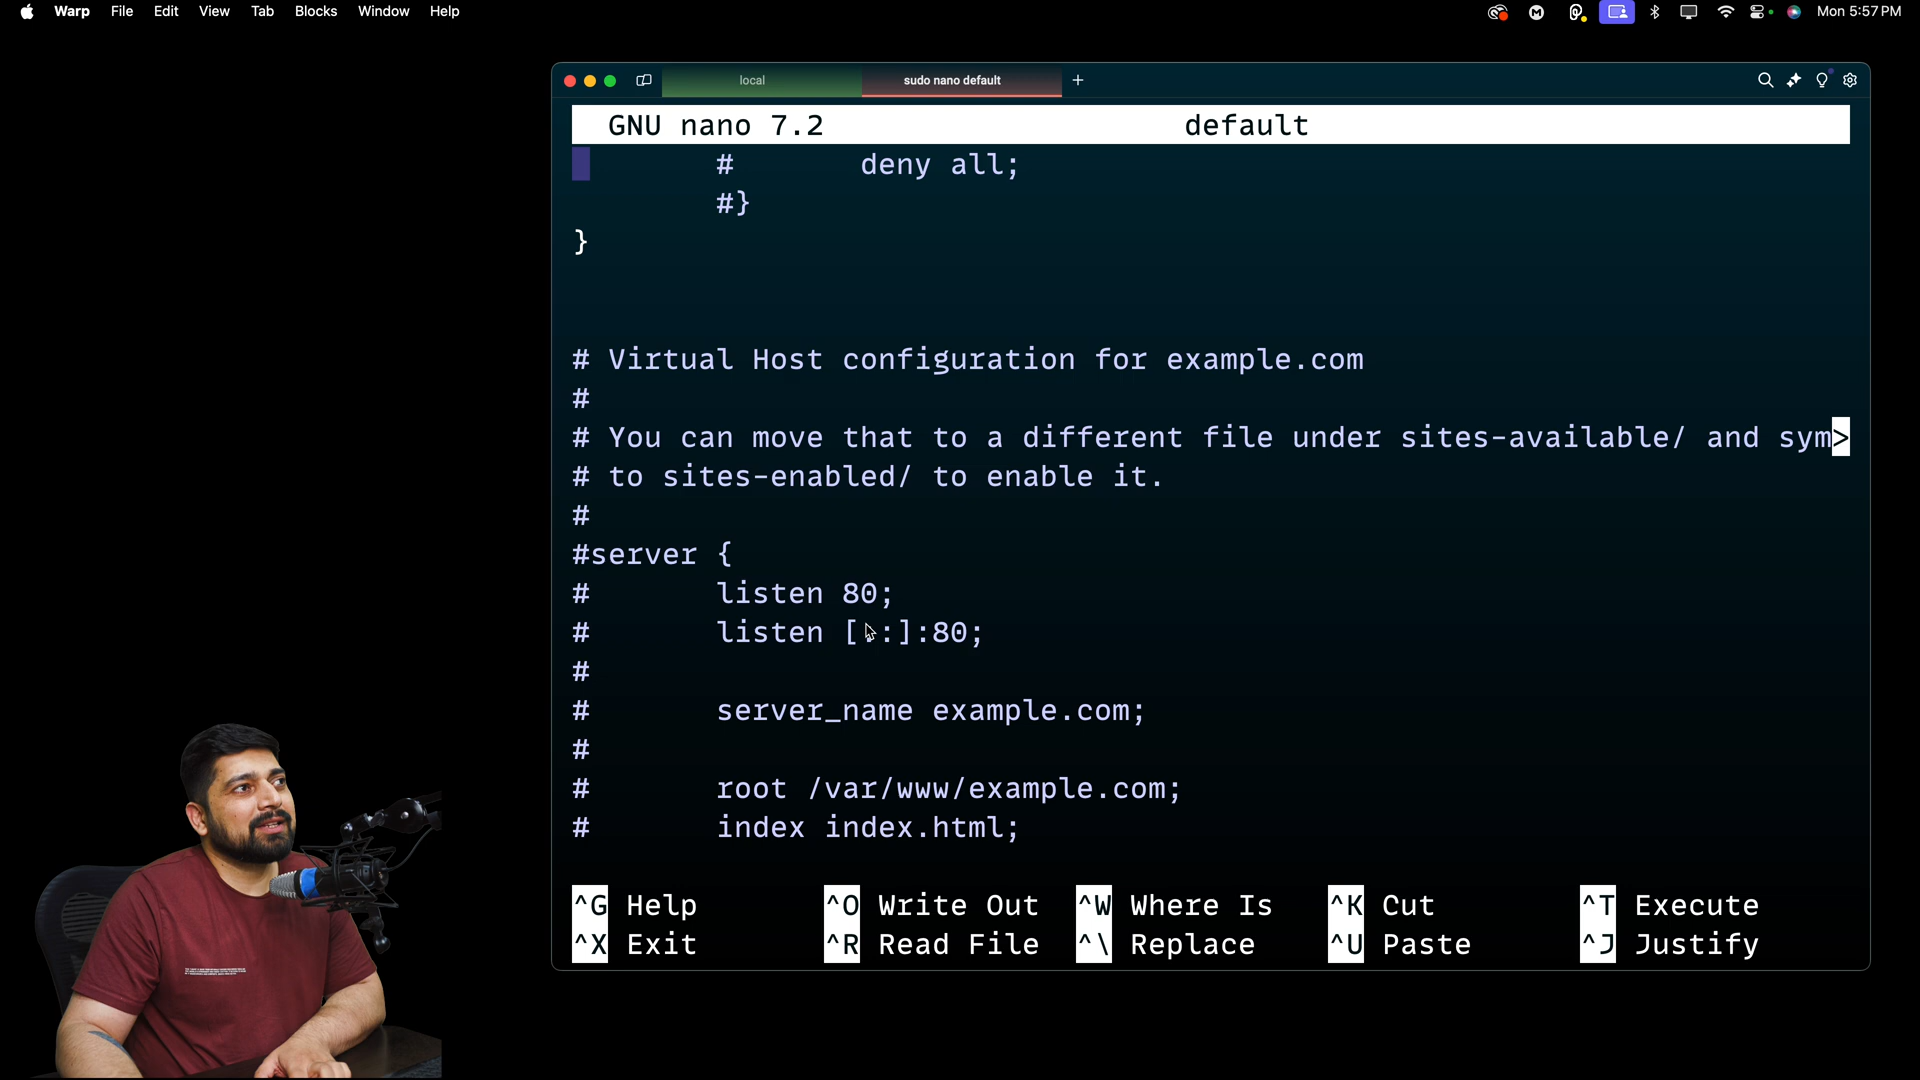 Warp File Edit View Tab Blocks Window Help
Mon 5:57 PM
local
sudo nano default
GNU nano 7.2 default
# deny all;
#}
}
# Virtual Host configuration for example.com
#
# You can move that to a different file under sites-available/ and sym>
# to sites-enabled/ to enable it.
#
#server {
# listen 80;
# listen [::]:80;
#
# server_name example.com;
#
# root /var/www/example.com;
# index index.html;
^G Help ^O Write Out ^W Where Is ^K Cut ^T Execute
^X Exit ^R Read File ^\ Replace ^U Paste ^J Justify